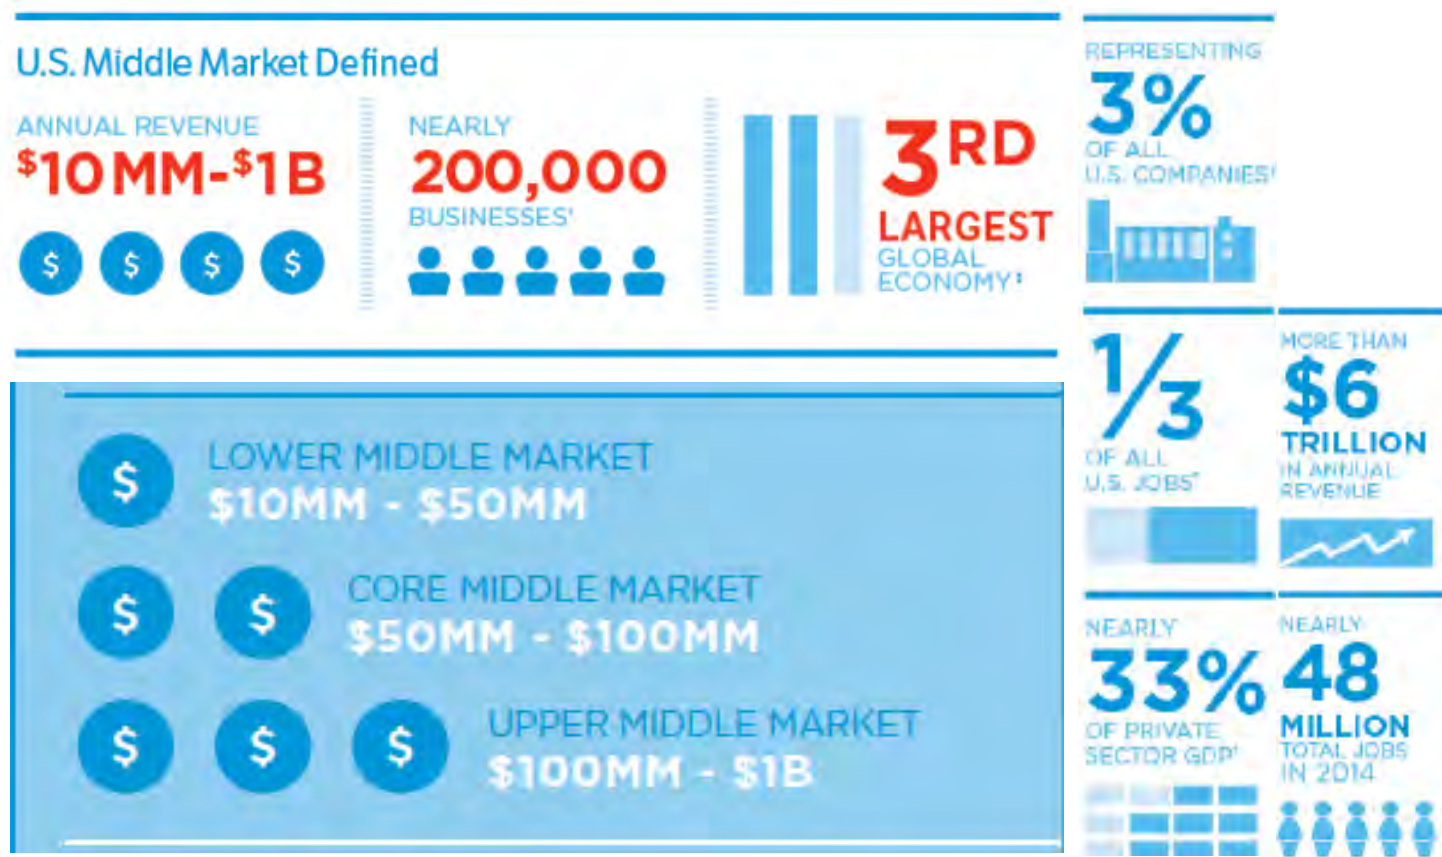 U.S. Middle Market Defined
ANNUAL REVENUE
$10MM-$1B
$ $ $ $
NEARLY
200,000
BUSINESSES¹
3RD
LARGEST
GLOBAL
ECONOMY‡
LOWER MIDDLE MARKET
$10MM - $50MM
$
CORE MIDDLE MARKET
$50MM - $100MM
$ $
UPPER MIDDLE MARKET
$100MM - $1B
$ $ $
REPRESENTING
3%
OF ALL
U.S. COMPANIES¹
1/3
OF ALL
U.S. JOBS*
MORE THAN
$6
TRILLION
IN ANNUAL
REVENUE
NEARLY
33%
OF PRIVATE
SECTOR GDP¹
NEARLY
48
MILLION
TOTAL JOBS
IN 2014